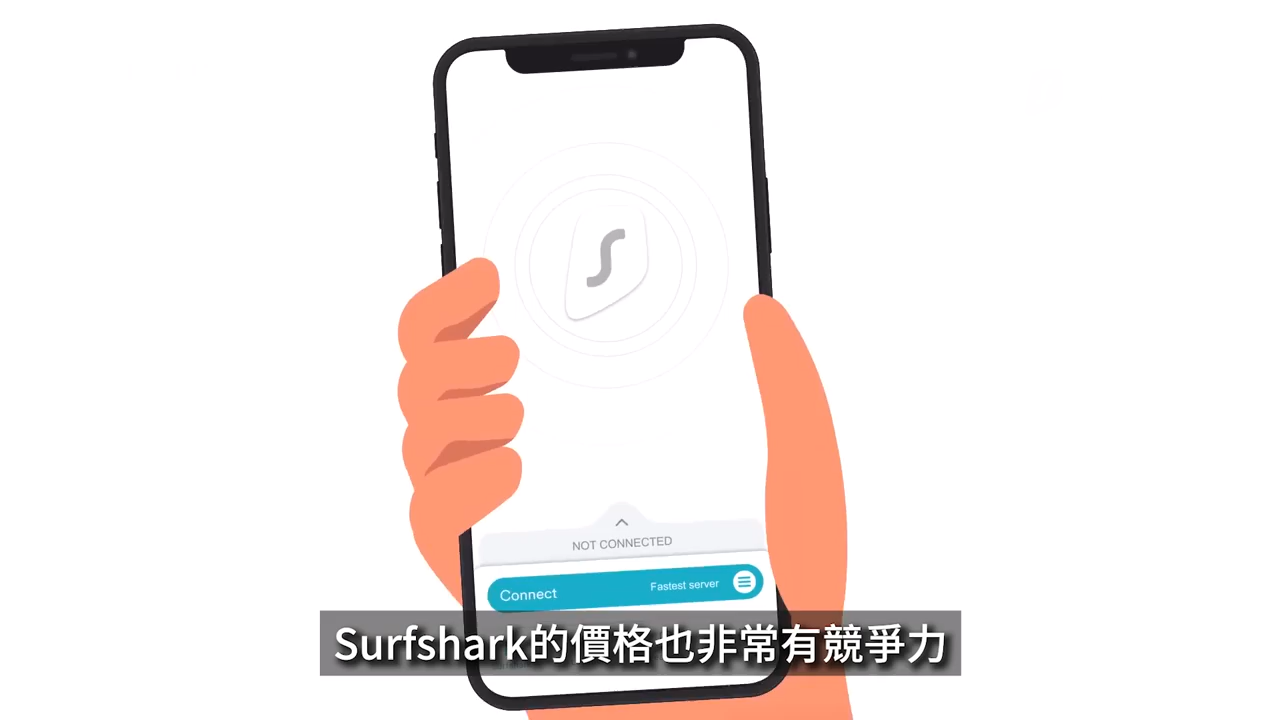 NOT CONNECTED
Connect
Fastest server
Surfshark的價格也非常有競爭力